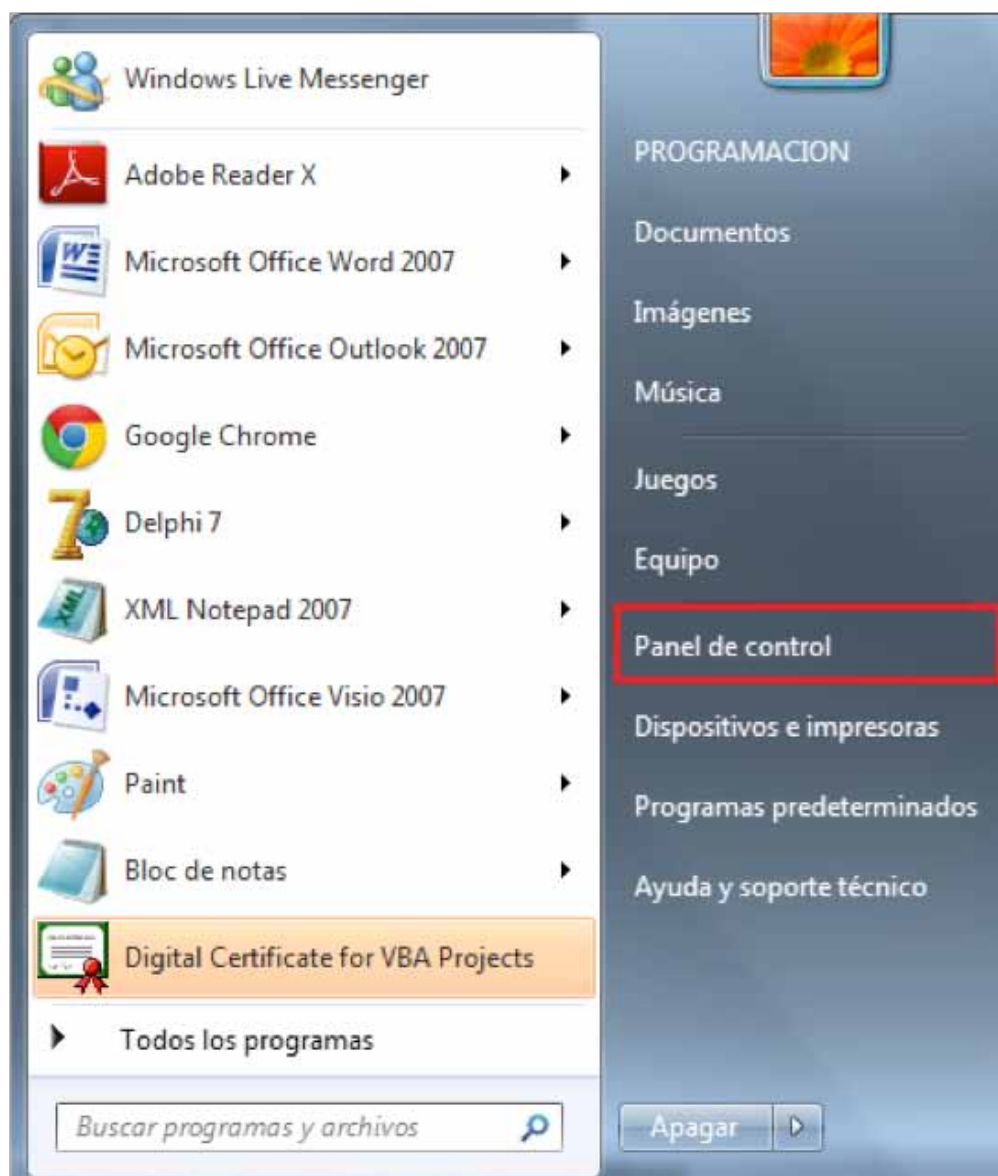 Windows Live Messenger
Adobe Reader X
Microsoft Office Word 2007
Microsoft Office Outlook 2007
Google Chrome
7
Delphi 7
XML
XML Notepad 2007
Microsoft Office Visio 2007
Paint
Bloc de notas
Digital Certificate for VBA Projects
Todos los programas
Buscar programas y archivos
PROGRAMACION
Documentos
Imágenes
Música
Juegos
Equipo
Panel de control
Dispositivos e impresoras
Programas predeterminados
Ayuda y soporte técnico
Apagar